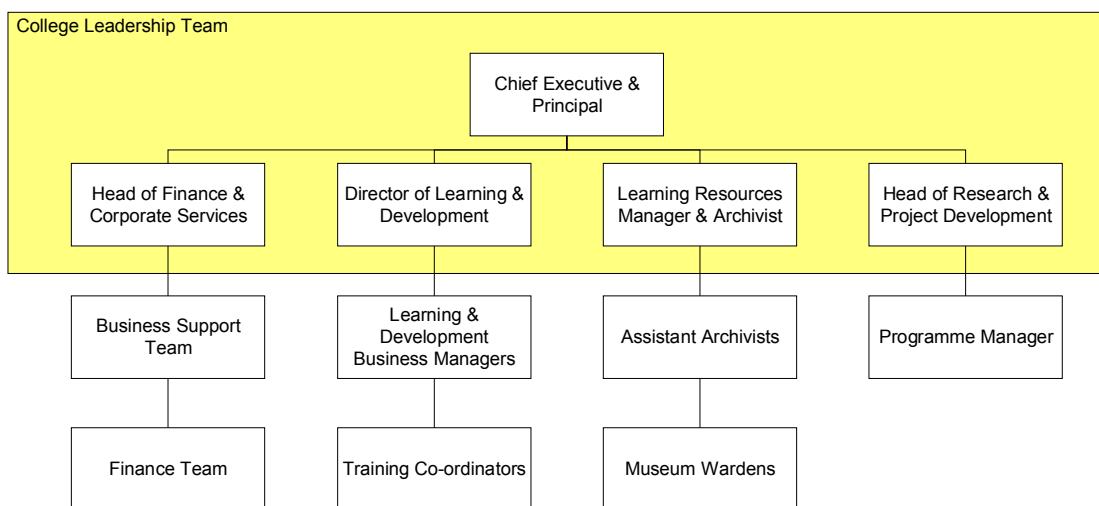 College Leadership Team
Chief Executive &
Principal
Head of Finance &
Corporate Services
Director of Learning &
Development
Learning Resources
Manager & Archivist
Head of Research &
Project Development
Business Support
Team
Learning &
Development
Business Managers
Assistant Archivists
Programme Manager
Finance Team
Training Co-ordinators
Museum Wardens